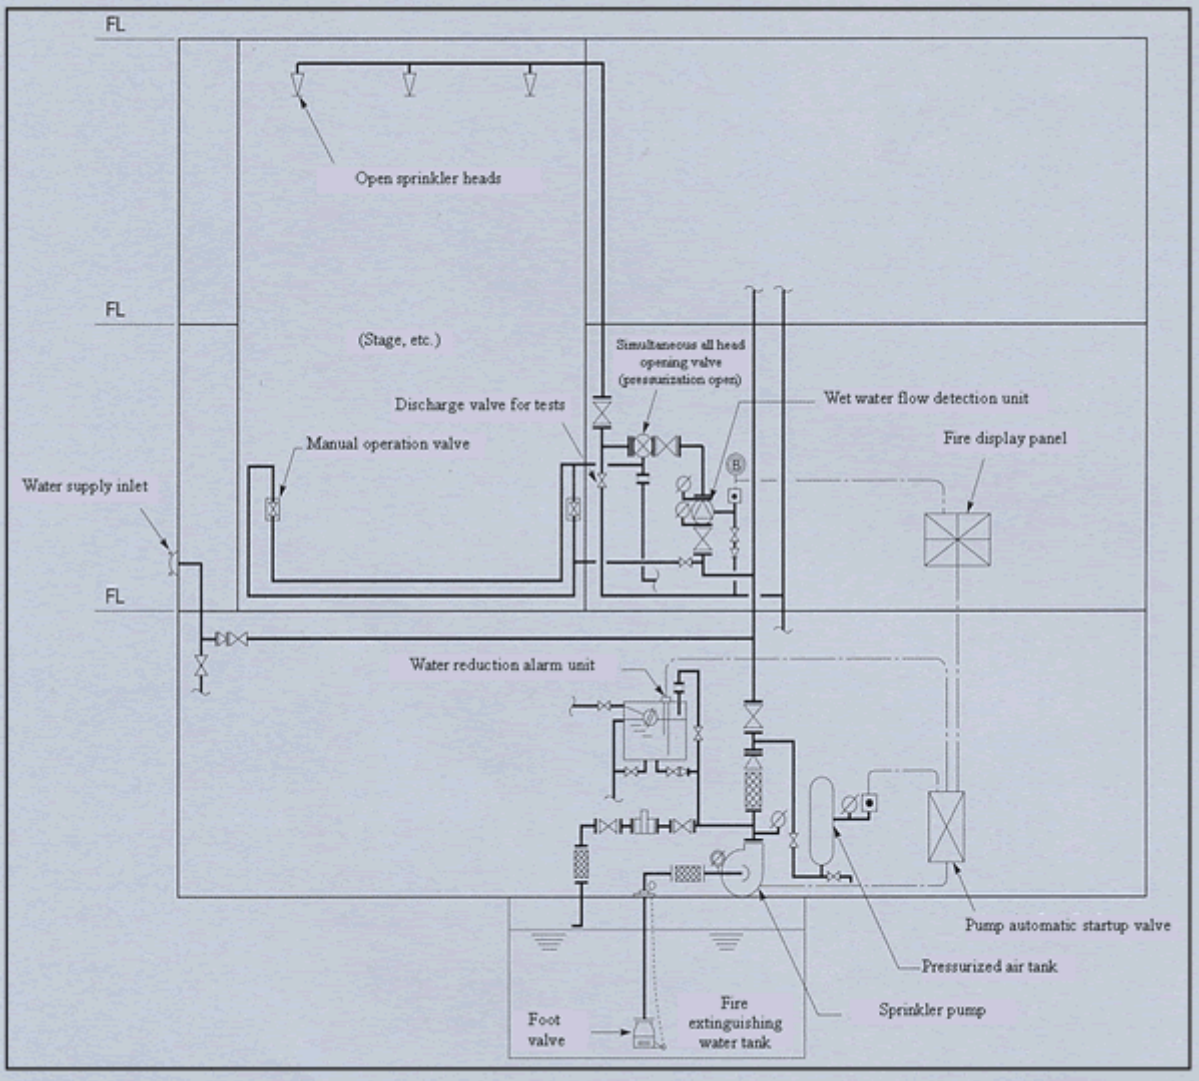 FL
Open sprinkler heads
FL
(Stage, etc.)
Simultaneous all head
opening valve
(pressurization open)
Discharge valve for tests
Wet water flow detection unit
Manual operation valve
Fire display panel
B
Water supply inlet
FL
Water reduction alarm unit
Pump automatic startup valve
Pressurized air tank
Sprinkler pump
Fire
extinguishing
water tank
Foot
valve